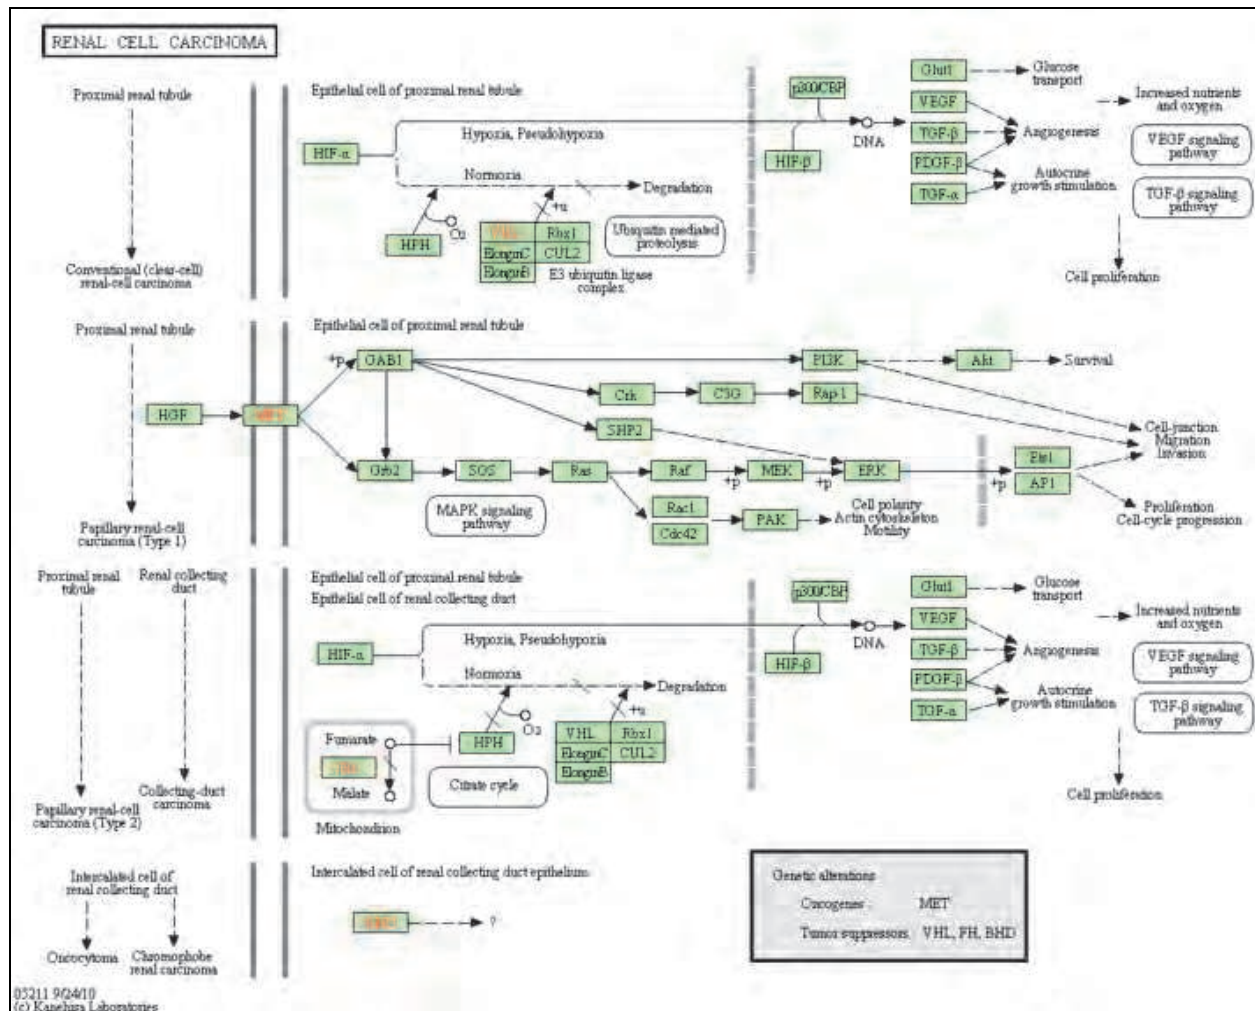 RENAL CELL CARCINOMA
Proximal renal tubule
Conventional (clear-cell)
renal-cell carcinoma
Epithelial cell of proximal renal tubule
HIF-α
Hypoxia, Pseudohypoxia
Normoxia
Degradation
HPH
O2
+u
Rbx1
ElonginC
CUL2
ElonginB
E3 ubiquitin ligase
complex
Ubiquitin mediated
proteolysis
p300/CBP
HIF-β
DNA
Glut1
VEGF
TGF-β
PDGF-β
TGF-α
Glucose
transport
Angiogenesis
Autocrine
growth stimulation
Increased nutrients
and oxygen
VEGF signaling
pathway
TGF-β signaling
pathway
Cell proliferation
Proximal renal tubule
Papillary renal-cell
carcinoma (Type 1)
Epithelial cell of proximal renal tubule
HGF
+p
GAB1
PI3K
Akt
Survival
Crk
C3G
Rap1
SHP2
Grb2
SOS
Ras
Raf
+p
MEK
+p
ERK
+p
Ets1
AP1
Cell-junction
Migration
Invasion
Proliferation
Cell-cycle progression
MAPK signaling
pathway
Rac1
Cdc42
PAK
Cell polarity
Actin cytoskeleton
Motility
Proximal renal
tubule
Renal collecting
duct
Papillary renal-cell
carcinoma (Type 2)
Collecting-duct
carcinoma
Epithelial cell of proximal renal tubule
Epithelial cell of renal collecting duct
HIF-α
Hypoxia, Pseudohypoxia
Normoxia
Degradation
HPH
O2
+u
VHL
Rbx1
ElonginC
CUL2
ElonginB
Fumarate
Malate
Mitochondrion
Citrate cycle
p300/CBP
HIF-β
DNA
Glut1
VEGF
TGF-β
PDGF-β
TGF-α
Glucose
transport
Angiogenesis
Autocrine
growth stimulation
Increased nutrients
and oxygen
VEGF signaling
pathway
TGF-β signaling
pathway
Cell proliferation
Intercalated cell of
renal collecting duct
Oncocytoma
Chromophobe
renal carcinoma
Intercalated cell of renal collecting duct epithelium
?
Genetic alterations
Oncogenes MET
Tumor suppressors VHL, FH, BHD
05211 9/24/10
(c) Kanehisa Laboratories